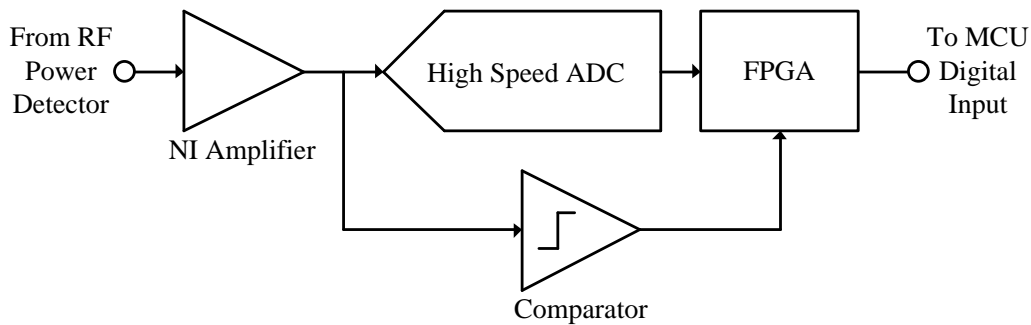 From RF
Power
Detector
NI Amplifier
High Speed ADC
FPGA
To MCU
Digital
Input
Comparator